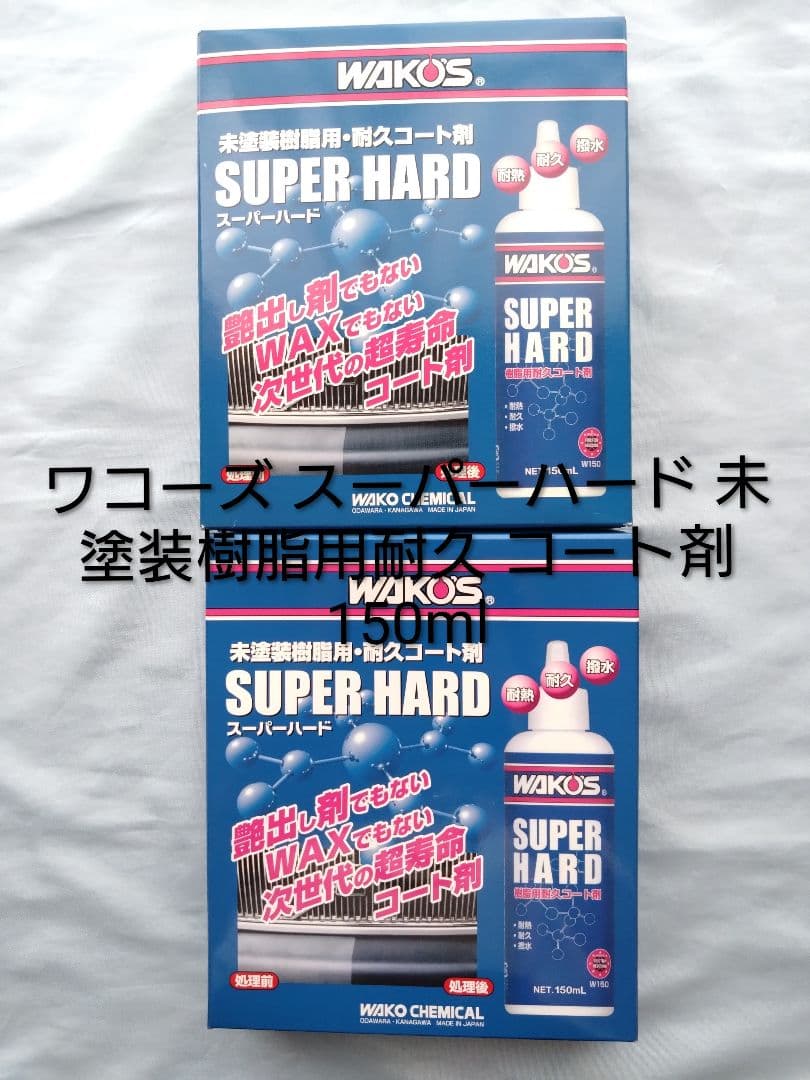 WAKO'S®
未塗装樹脂用・耐久コート剤
SUPER HARD
スーパーハード
耐熱
耐久
撥水
艶出し剤でもない
WAXでもない
次世代の超寿命
コート剤
WAKO'S®
SUPER
HARD
樹脂用耐久コート剤
・耐熱
・耐久
・撥水
W150
NET.150mL
処理前
処理後
WAKO CHEMICAL
ODAWARA・KANAGAWA MADE IN JAPAN
ワコーズ スーパーハード 未
塗装樹脂用耐久 コート剤
150ml
WAKO'S®
未塗装樹脂用・耐久コート剤
SUPER HARD
スーパーハード
耐熱
耐久
撥水
艶出し剤でもない
WAXでもない
次世代の超寿命
コート剤
WAKO'S®
SUPER
HARD
樹脂用耐久コート剤
・耐熱
・耐久
・撥水
W150
NET.150mL
処理前
処理後
WAKO CHEMICAL
ODAWARA・KANAGAWA MADE IN JAPAN